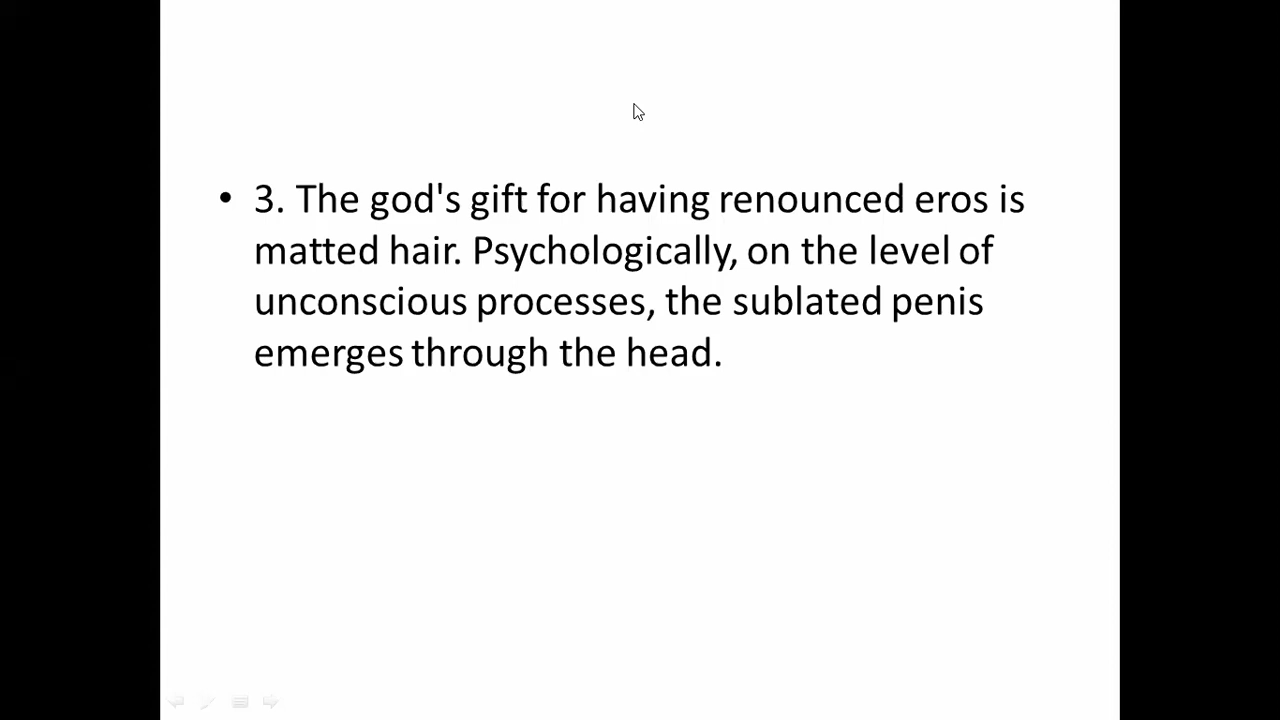 • 3. The god's gift for having renounced eros is
matted hair. Psychologically, on the level of
unconscious processes, the sublated penis
emerges through the head.